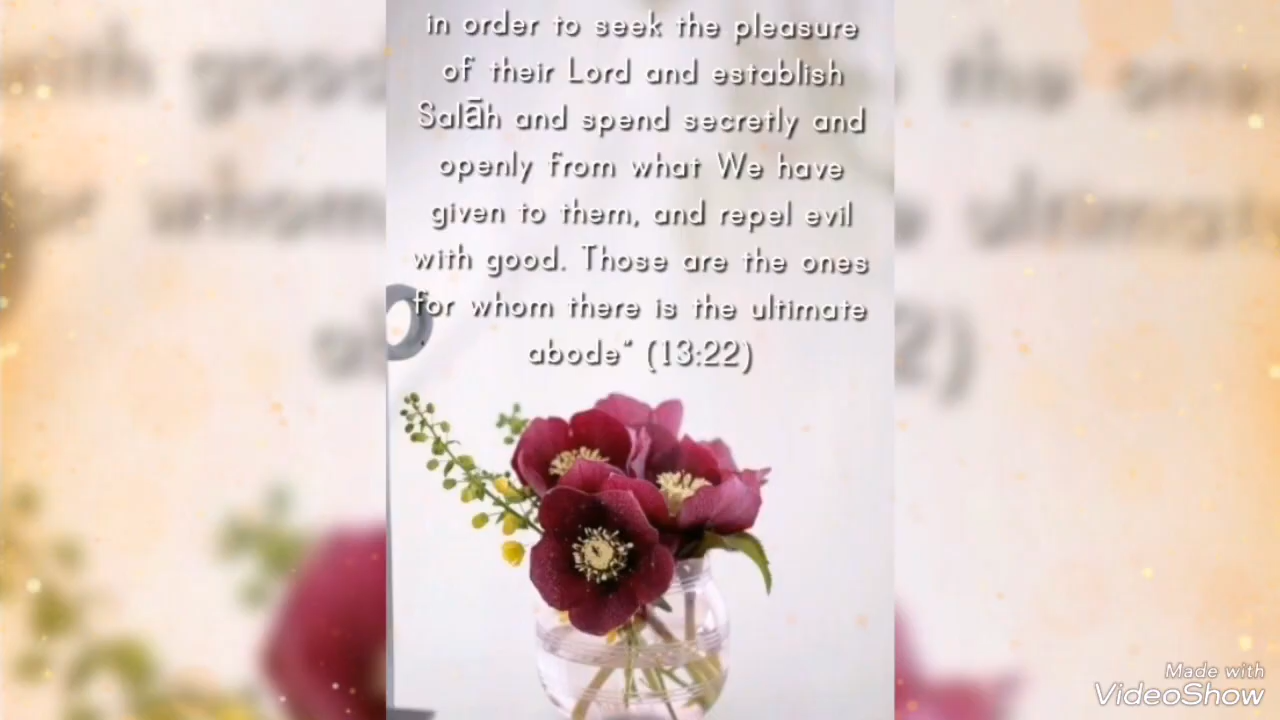 in order to seek the pleasure
of their Lord and establish
Salāh and spend secretly and
openly from what We have
given to them, and repel evil
with good. Those are the ones
for whom there is the ultimate
abode” (13:22)
Made with
VideoShow